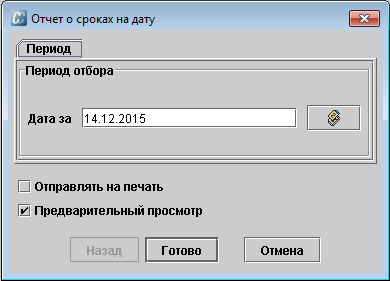 Отчет о сроках на дату
Период
Период отбора
Дата за 14.12.2015
Отправлять на печать
Предварительный просмотр
Назад Готово Отмена